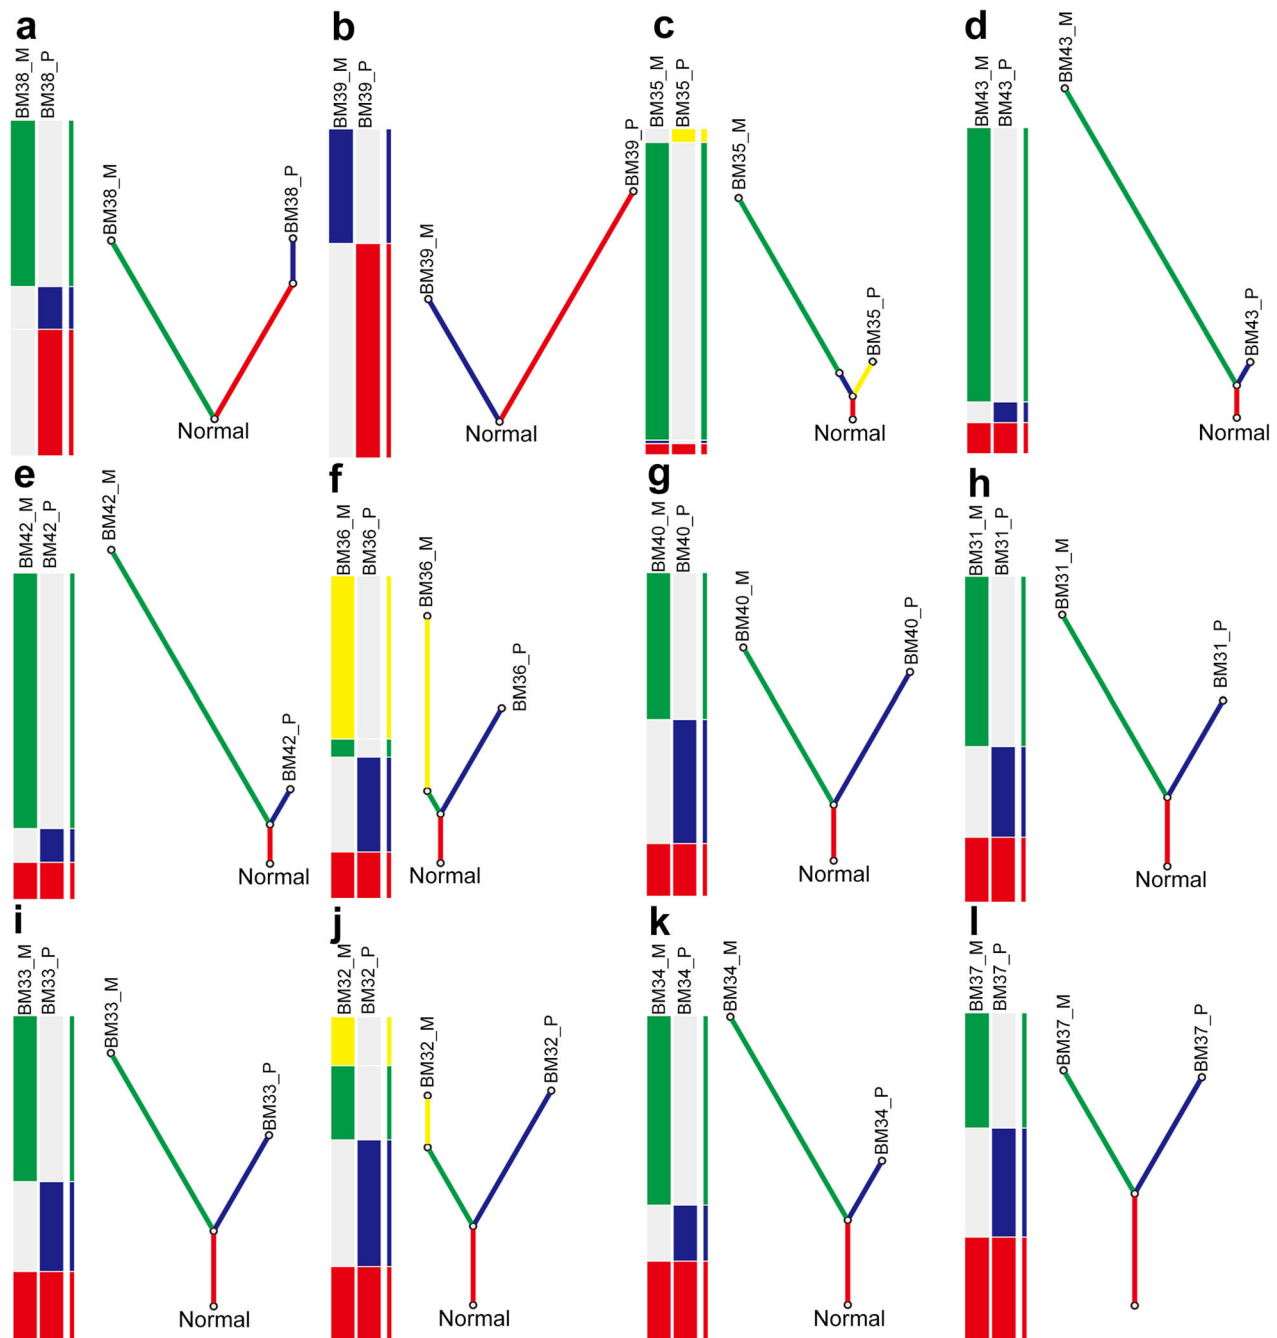 a
BM38_M
BM38_P
BM38_M
BM38_P
Normal
b
BM39_M
BM39_P
BM39_M
BM39_P
Normal
c
BM35_M
BM35_P
BM35_M
BM35_P
Normal
d
BM43_M
BM43_P
BM43_M
BM43_P
Normal
e
BM42_M
BM42_P
BM42_M
BM42_P
Normal
f
BM36_M
BM36_P
BM36_M
BM36_P
Normal
g
BM40_M
BM40_P
BM40_M
BM40_P
Normal
h
BM31_M
BM31_P
BM31_M
BM31_P
Normal
i
BM33_M
BM33_P
BM33_M
BM33_P
Normal
j
BM32_M
BM32_P
BM32_M
BM32_P
Normal
k
BM34_M
BM34_P
BM34_M
BM34_P
Normal
l
BM37_M
BM37_P
BM37_M
BM37_P